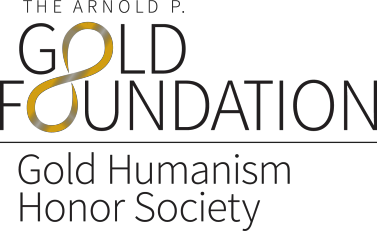 THE ARNOLD P.
GOLD
FOUNDATION
Gold Humanism
Honor Society